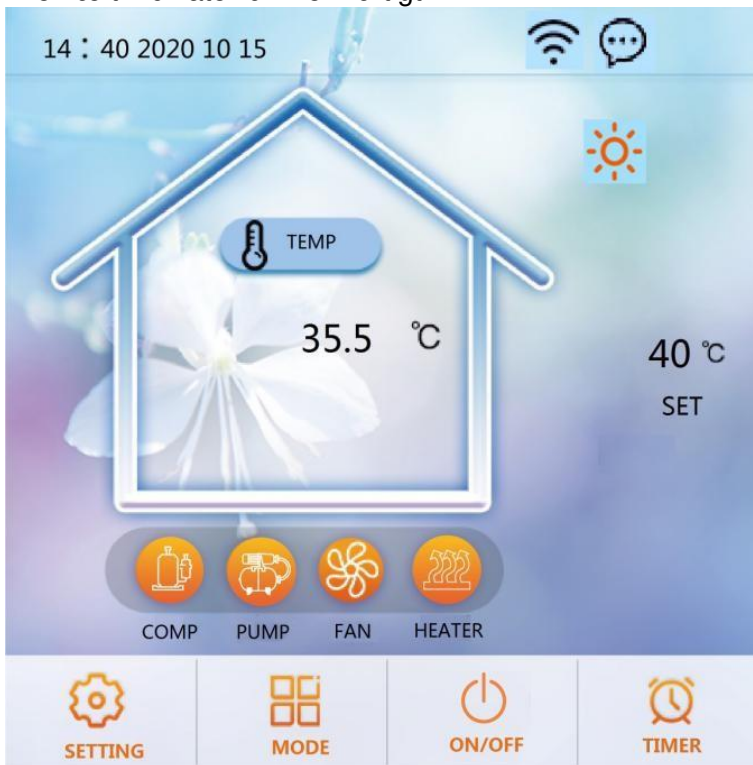 14 : 40 2020 10 15
TEMP
35.5 ℃
40 ℃
SET
COMP PUMP FAN HEATER
SETTING MODE ON/OFF TIMER